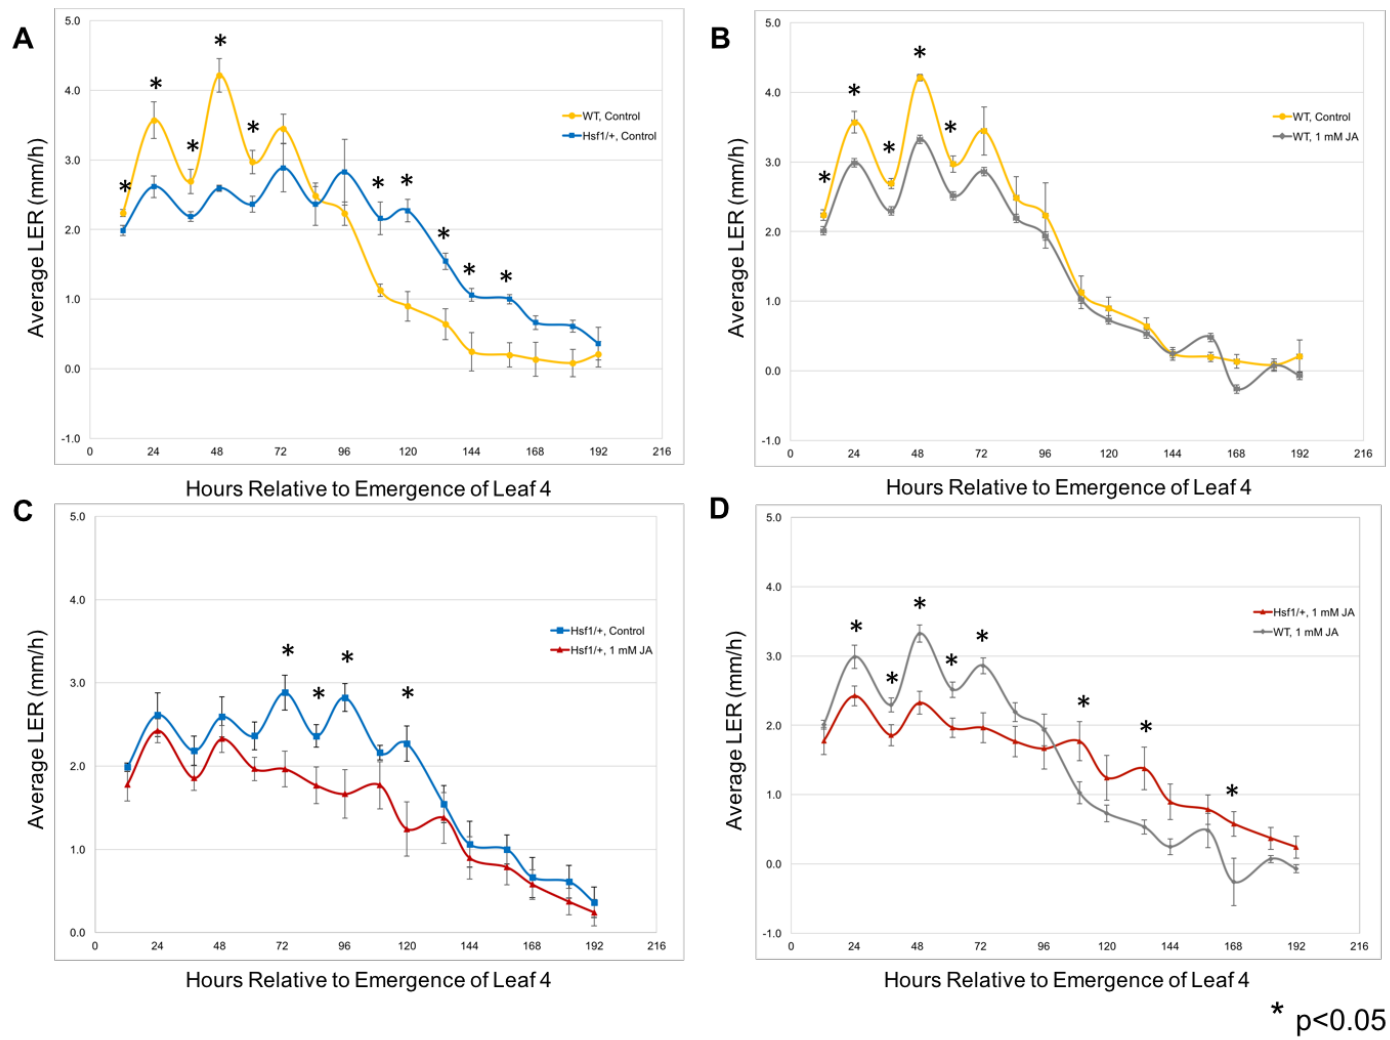 A
5.0
4.0
3.0
2.0
1.0
0.0
-1.0
0 24 48 72 96 120 144 168 192 216
Average LER (mm/h)
Hours Relative to Emergence of Leaf 4
WT, Control
Hsf1/+, Control
* * * * * * * * * *
B
5.0
4.0
3.0
2.0
1.0
0.0
-1.0
0 24 48 72 96 120 144 168 192 216
Average LER (mm/h)
Hours Relative to Emergence of Leaf 4
WT, Control
WT, 1 mM JA
* * * * *
C
5.0
4.0
3.0
2.0
1.0
0.0
0 24 48 72 96 120 144 168 192 216
Average LER (mm/h)
Hours Relative to Emergence of Leaf 4
Hsf1/+, Control
Hsf1/+, 1 mM JA
* * * *
D
5.0
4.0
3.0
2.0
1.0
0.0
-1.0
0 24 48 72 96 120 144 168 192 216
Average LER (mm/h)
Hours Relative to Emergence of Leaf 4
Hsf1/+, 1 mM JA
WT, 1 mM JA
* * * * * * * *
* p<0.05